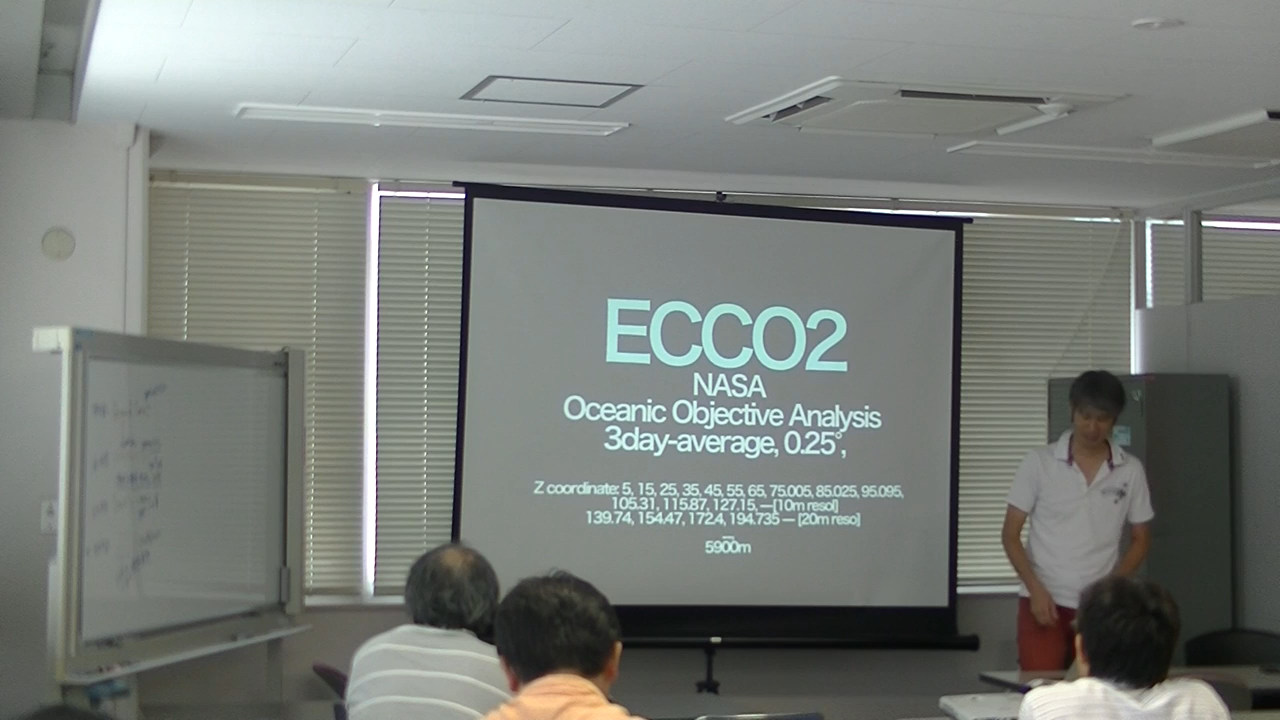 ECCO2
NASA
Oceanic Objective Analysis
3day-average, 0.25°,
Z coordinate: 5, 15, 25, 35, 45, 55, 65, 75.005, 85.025, 95.095,
105.31, 115.87, 127.15, —[10m resol]
139.74, 154.47, 172.4, 194.735 — [20m reso]
5900m